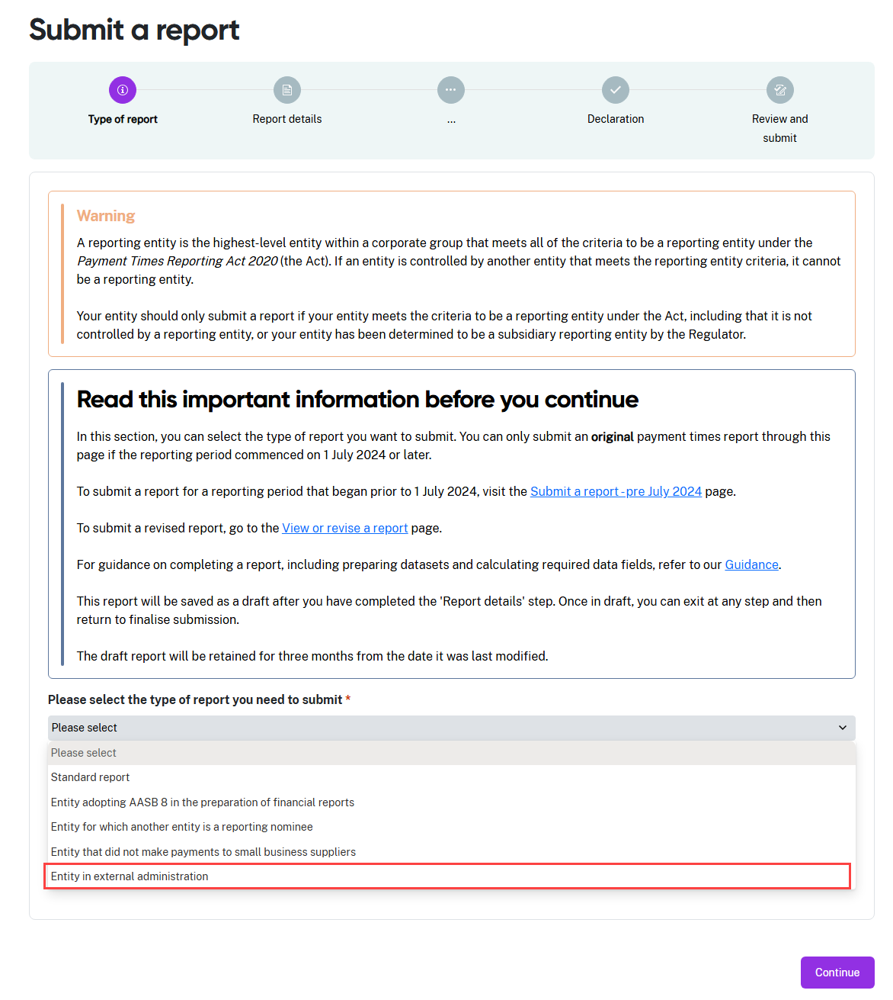 Submit a report
Type of report
Report details
...
Declaration
Review and
submit
Warning
A reporting entity is the highest-level entity within a corporate group that meets all of the criteria to be a reporting entity under the
Payment Times Reporting Act 2020 (the Act). If an entity is controlled by another entity that meets the reporting entity criteria, it cannot
be a reporting entity.
Your entity should only submit a report if your entity meets the criteria to be a reporting entity under the Act, including that it is not
controlled by a reporting entity, or your entity has been determined to be a subsidiary reporting entity by the Regulator.
Read this important information before you continue
In this section, you can select the type of report you want to submit. You can only submit an original payment times report through this
page if the reporting period commenced on 1 July 2024 or later.
To submit a report for a reporting period that began prior to 1 July 2024, visit the Submit a report - pre July 2024 page.
To submit a revised report, go to the View or revise a report page.
For guidance on completing a report, including preparing datasets and calculating required data fields, refer to our Guidance.
This report will be saved as a draft after you have completed the 'Report details' step. Once in draft, you can exit at any step and then
return to finalise submission.
The draft report will be retained for three months from the date it was last modified.
Please select the type of report you need to submit *
Please select
Please select
Standard report
Entity adopting AASB 8 in the preparation of financial reports
Entity for which another entity is a reporting nominee
Entity that did not make payments to small business suppliers
Entity in external administration
Continue